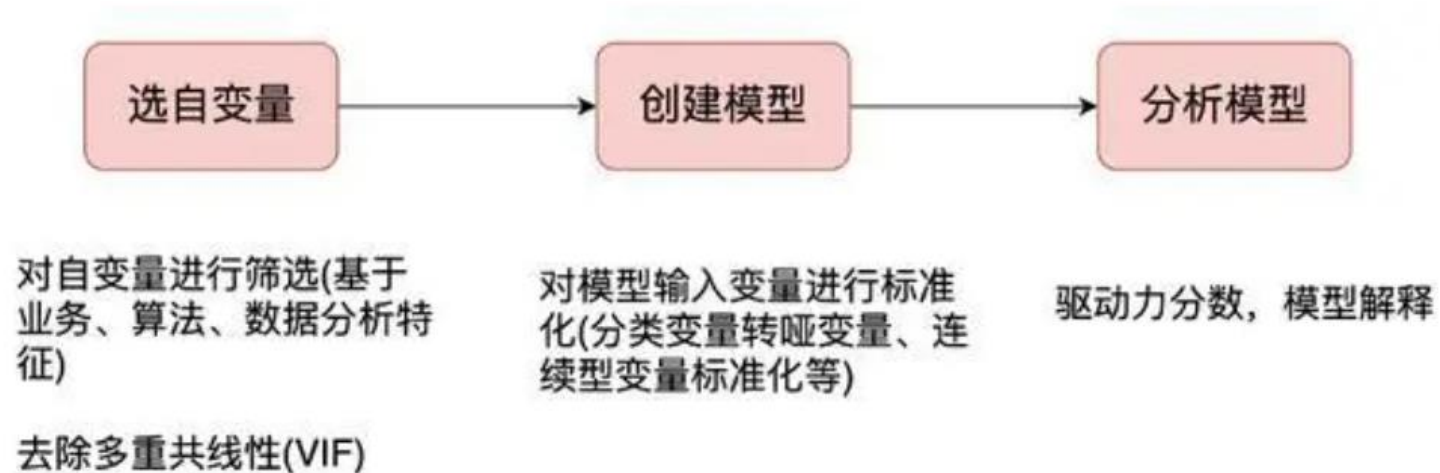 选自变量
创建模型
分析模型
对自变量进行筛选(基于
业务、算法、数据分析特
征)
去除多重共线性(VIF)
对模型输入变量进行标准
化(分类变量转哑变量、连
续型变量标准化等)
驱动力分数，模型解释